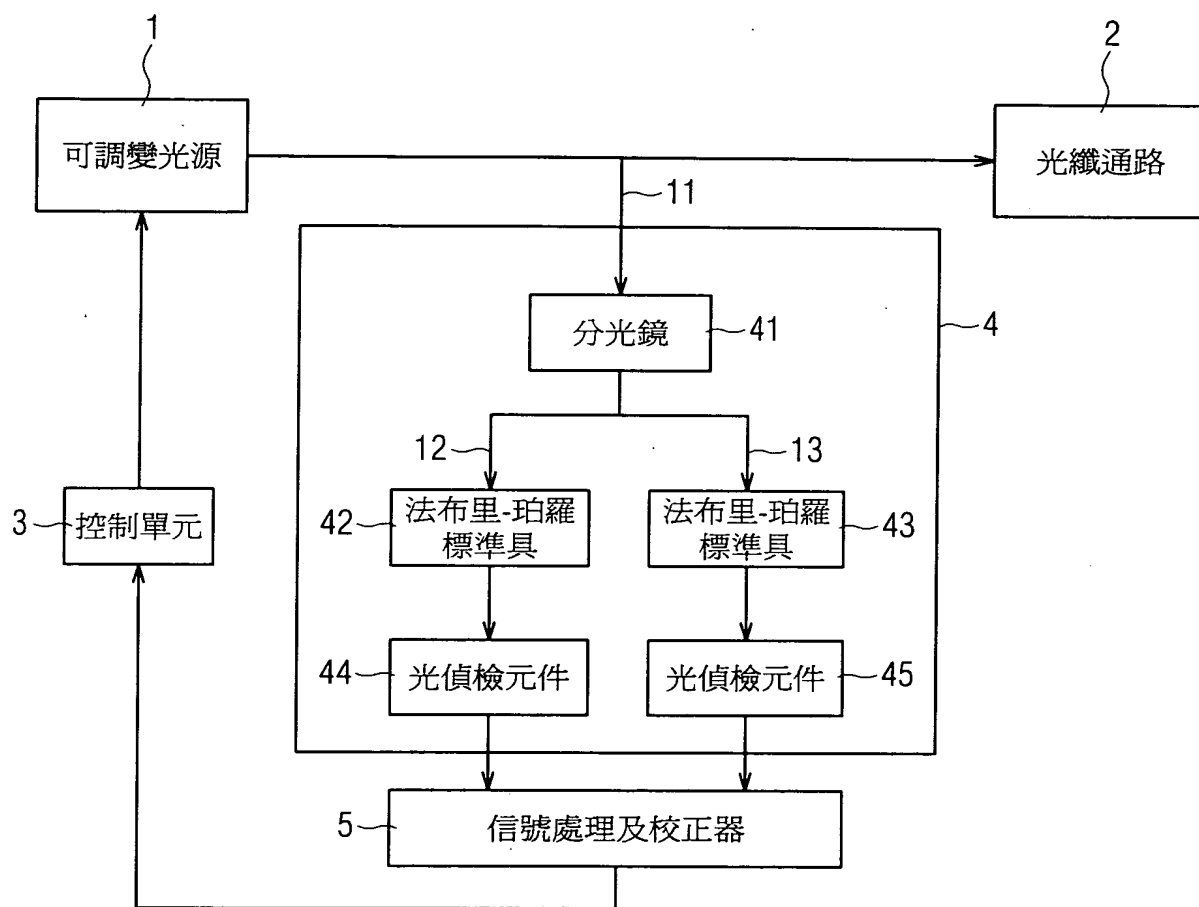 1
2
可調變光源
光纖通路
11
分光鏡
41
4
12
13
3
控制單元
42
法布里-珀羅
標準具
法布里-珀羅
標準具
43
44
光偵檢元件
光偵檢元件
45
5
信號處理及校正器